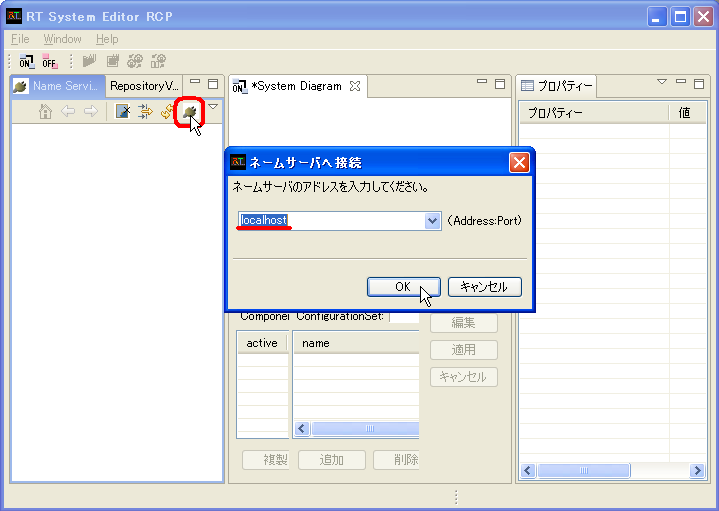 RT System Editor RCP
File Window Help
ON OFF
Name Servi... RepositoryV...
ON *System Diagram
プロパティー
プロパティー 値
RT ネームサーバへ接続
ネームサーバのアドレスを入力してください。
localhost (Address:Port)
OK キャンセル
Componei ConfigurationSet:
編集
active name
適用
キャンセル
複製 追加 削除